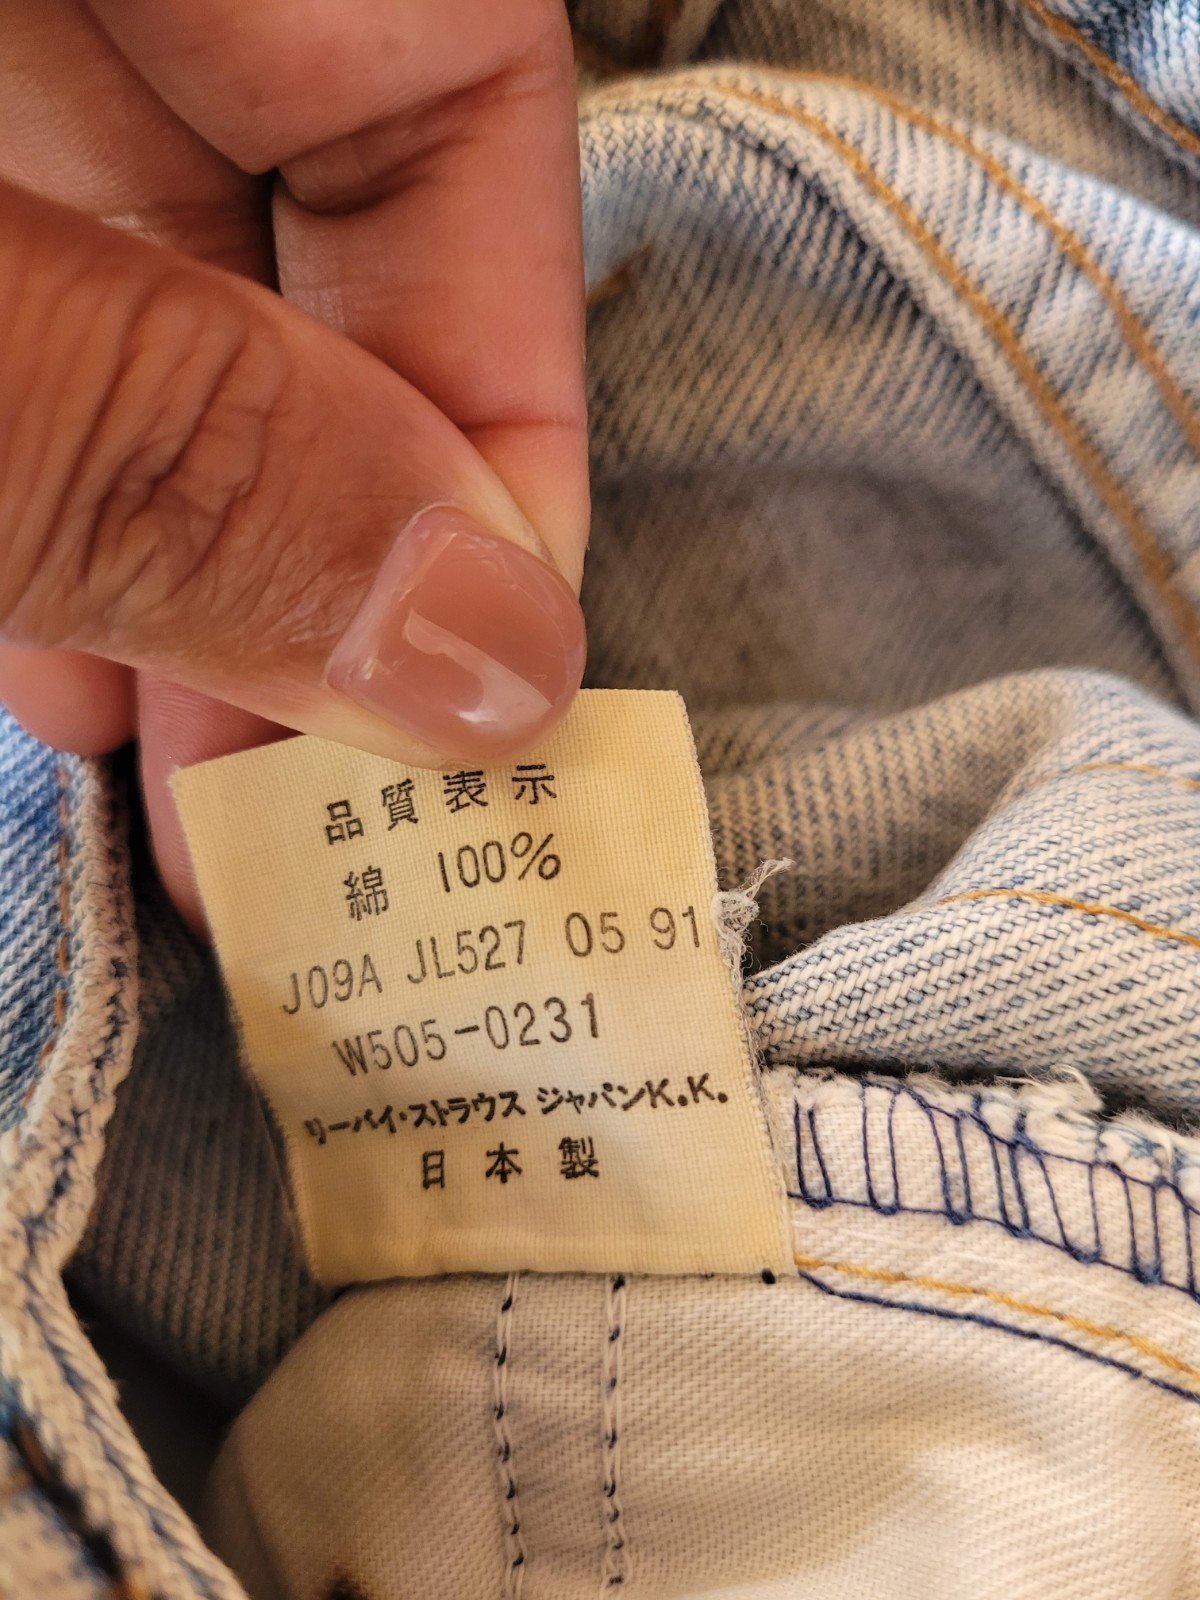 品質表示
綿 100%
J09A JL527 05 91
W505-0231
リーバイ・ストラウス ジャパンK.K.
日本製